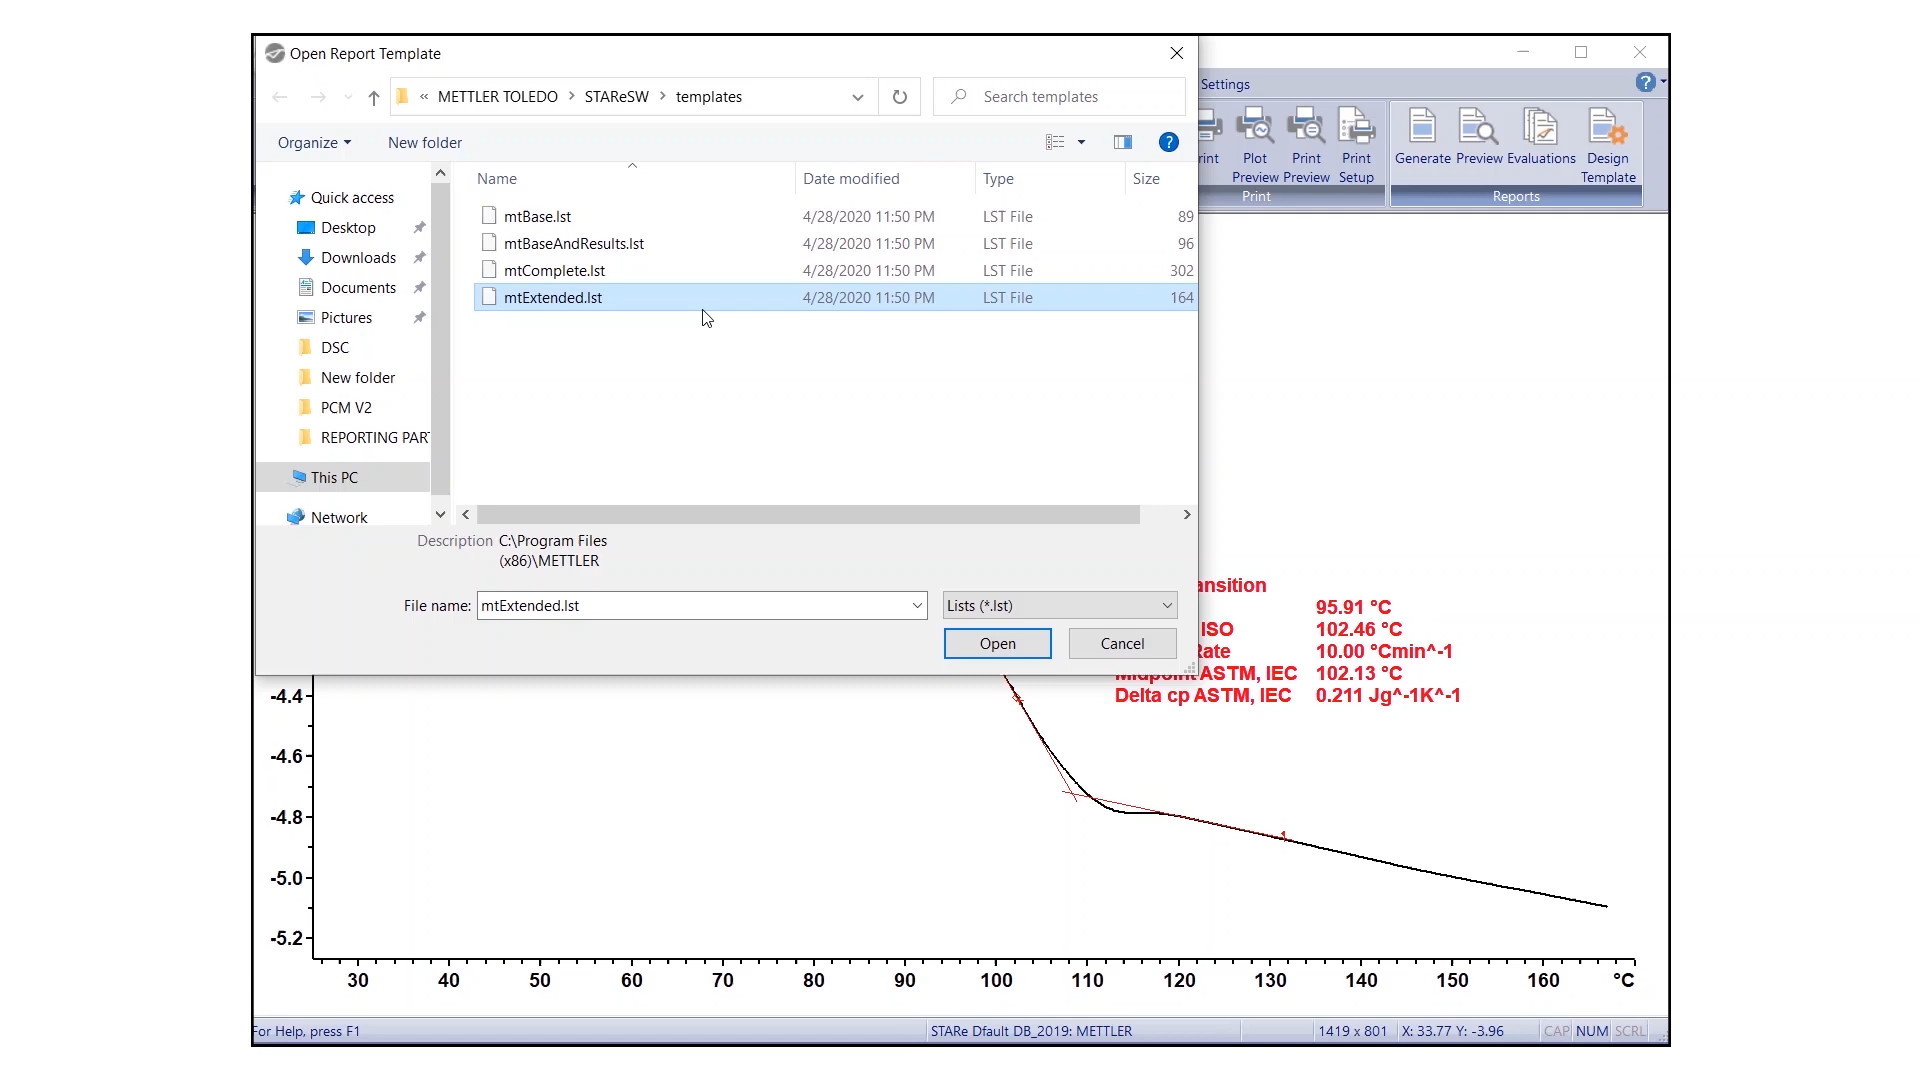 Open Report Template
« METTLER TOLEDO > STAReSW > templates
Search templates
Organize
New folder
Name
Date modified
Type
Size
Quick access
Desktop
Downloads
Documents
Pictures
DSC
New folder
PCM V2
REPORTING PAR
This PC
Network
mtBase.lst 4/28/2020 11:50 PM LST File 89
mtBaseAndResults.lst 4/28/2020 11:50 PM LST File 96
mtComplete.lst 4/28/2020 11:50 PM LST File 302
mtExtended.lst 4/28/2020 11:50 PM LST File 164
Description C:\Program Files
(x86)\METTLER
File name: mtExtended.lst
Lists (*.lst)
Open
Cancel
Settings
rint
Plot
Preview
Print
Preview
Print
Setup
Print
Generate
Preview
Evaluations
Design
Template
Reports
ansition
95.91 °C
ISO 102.46 °C
Rate 10.00 °Cmin^-1
Midpoint ASTM, IEC 102.13 °C
Delta cp ASTM, IEC 0.211 Jg^-1K^-1
-4.4
-4.6
-4.8
-5.0
-5.2
30 40 50 60 70 80 90 100 110 120 130 140 150 160 °C
For Help, press F1
STARe Dfault DB_2019: METTLER
1419 x 801
X: 33.77 Y: -3.96
CAP NUM SCRL